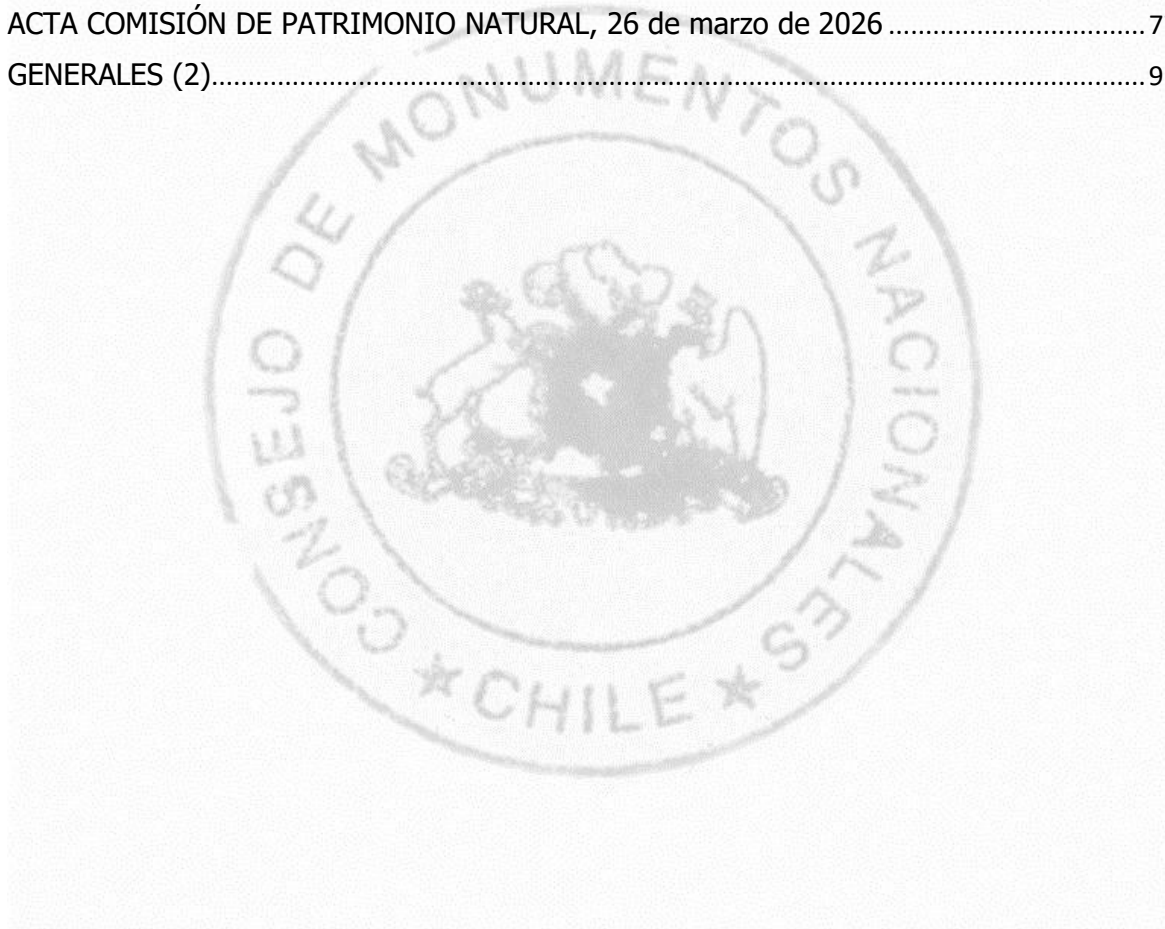 ACTA COMISIÓN DE PATRIMONIO NATURAL, 26 de marzo de 2026 ................................. 7
GENERALES (2)................................................................................................................................ 9
CONSEJO DE MONUMENTOS NACIONALES
★ CHILE ★